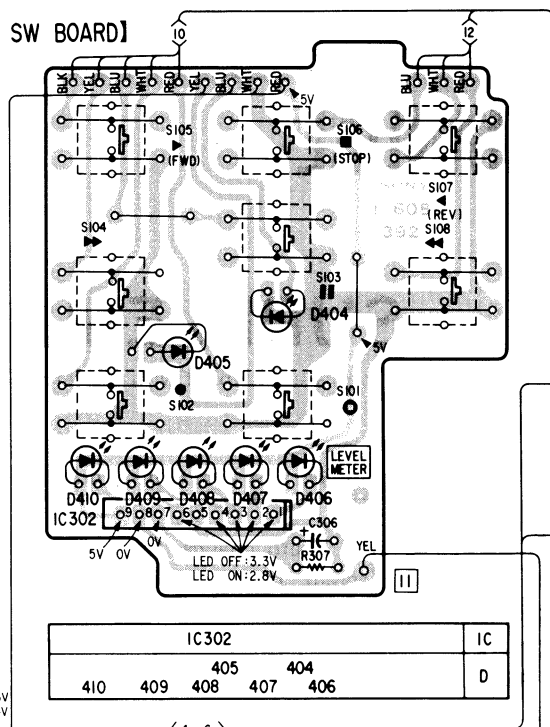 SW BOARD】
10
12
BLK YEL BLU WHT RED YEL BLU WHT RED
BLU WHT RED
5V
S105
(FWD)
S106
(STOP)
S107
(REV)
S108
S104
S103
D404
5V
D405
S102
S101
LEVEL
METER
D410 D409 D408 D407 D406
IC302
9 8 7 6 5 4 3 2 1
C306
+
5V 0V 0V
LED OFF:3.3V
LED ON:2.8V
R307
YEL
11
IC302 IC
405 404
410 409 408 407 406
D